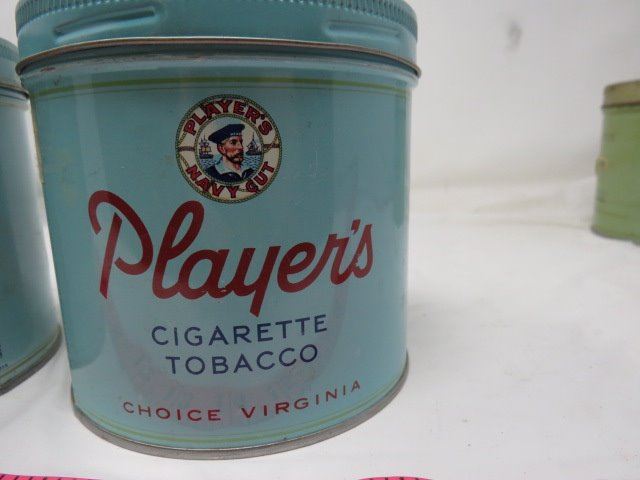 PLAYER'S
NAVY CUT
Player's
CIGARETTE
TOBACCO
CHOICE VIRGINIA